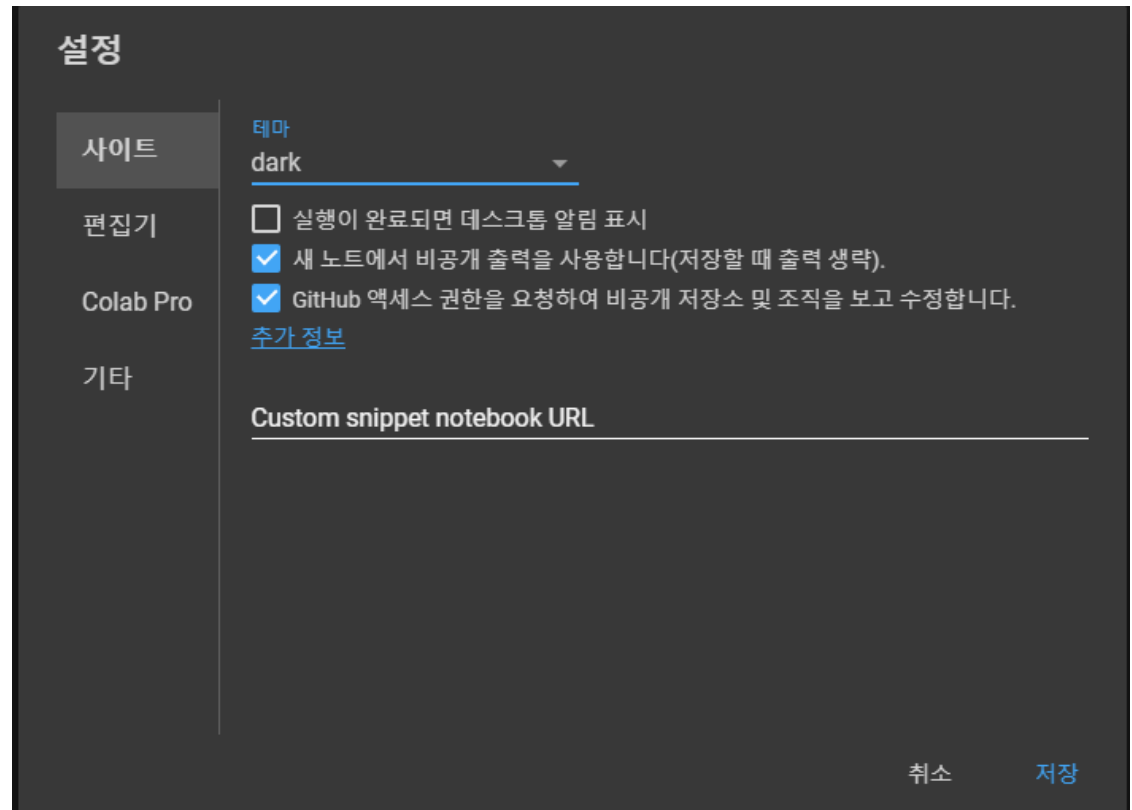 설정
사이트
편집기
Colab Pro
기타
테마
dark
실행이 완료되면 데스크톱 알림 표시
새 노트에서 비공개 출력을 사용합니다(저장할 때 출력 생략).
GitHub 액세스 권한을 요청하여 비공개 저장소 및 조직을 보고 수정합니다.
추가 정보
Custom snippet notebook URL
취소
저장